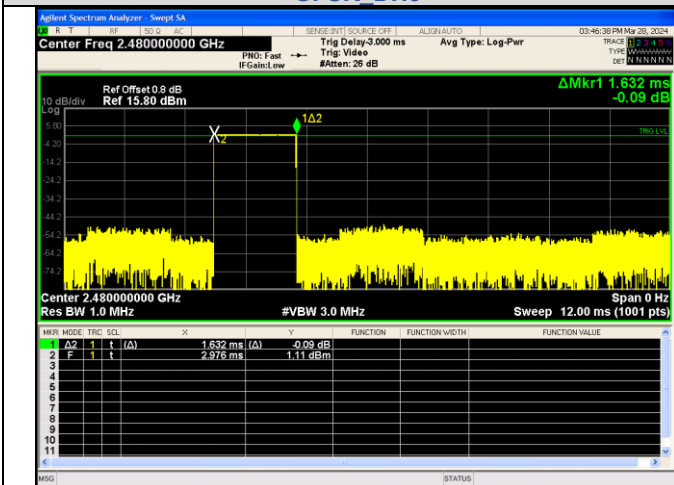 Agilent Spectrum Analyzer - Swept SA
R T RF 50 Ω AC SENSE:INT SOURCE OFF ALIGN AUTO 03:46:38 PM Mar 28, 2024
Center Freq 2.480000000 GHz
PNO: Fast
IFGain:Low
Trig Delay-3.000 ms
Trig: Video
#Atten: 26 dB
Avg Type: Log-Pwr
TRACE 1 2 3 4 5 6
TYPE
DET N N N N N N
ΔMkr1 1.632 ms
-0.09 dB
Ref Offset 0.8 dB
10 dB/div Ref 15.80 dBm
Log
1Δ2
5.80
TRIG LVL
2
-4.20
-14.2
-24.2
-34.2
-44.2
-54.2
-64.2
-74.2
Center 2.480000000 GHz Span 0 Hz
Res BW 1.0 MHz #VBW 3.0 MHz Sweep 12.00 ms (1001 pts)
MKR MODE TRC SCL X Y FUNCTION FUNCTION WIDTH FUNCTION VALUE
1 Δ2 1 t (Δ) 1.632 ms (Δ) -0.09 dB
2 F 1 t 2.976 ms 1.11 dBm
3
4
5
6
7
8
9
10
11
MSG STATUS